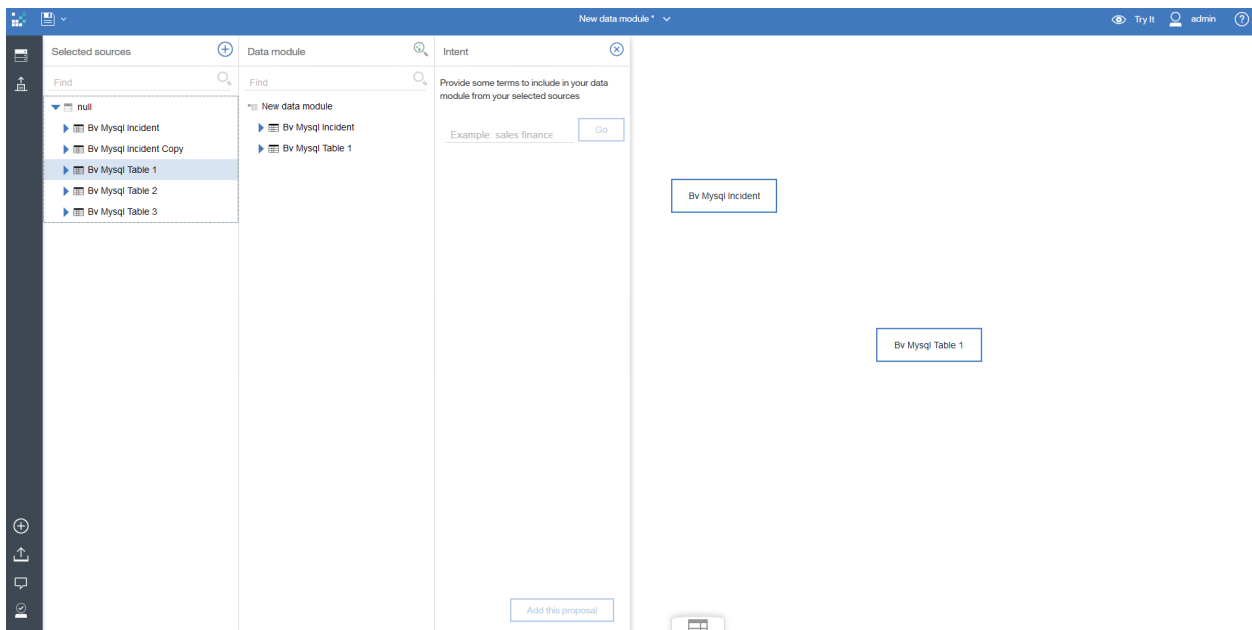 New data module *
Try It
admin
?
Selected sources
Find
null
Bv Mysql Incident
Bv Mysql Incident Copy
Bv Mysql Table 1
Bv Mysql Table 2
Bv Mysql Table 3
Data module
Find
New data module
Bv Mysql Incident
Bv Mysql Table 1
Intent
Provide some terms to include in your data
module from your selected sources
Example: sales finance
Go
Add this proposal
Bv Mysql Incident
Bv Mysql Table 1